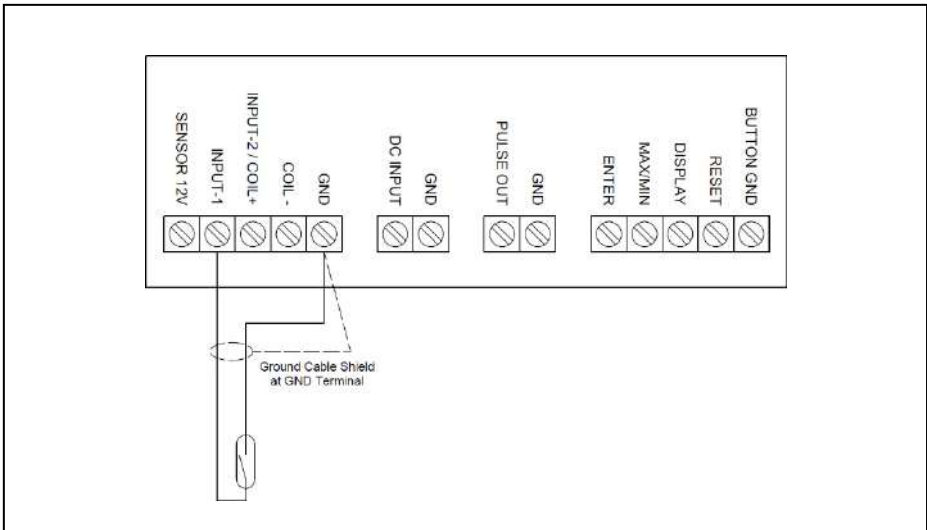 SENSOR 12V
INPUT-1
INPUT-2 / COIL+
COIL -
GND
DC INPUT
GND
PULSE OUT
GND
ENTER
MAX/MIN
DISPLAY
RESET
BUTTON GND
Ground Cable Shield
at GND Terminal